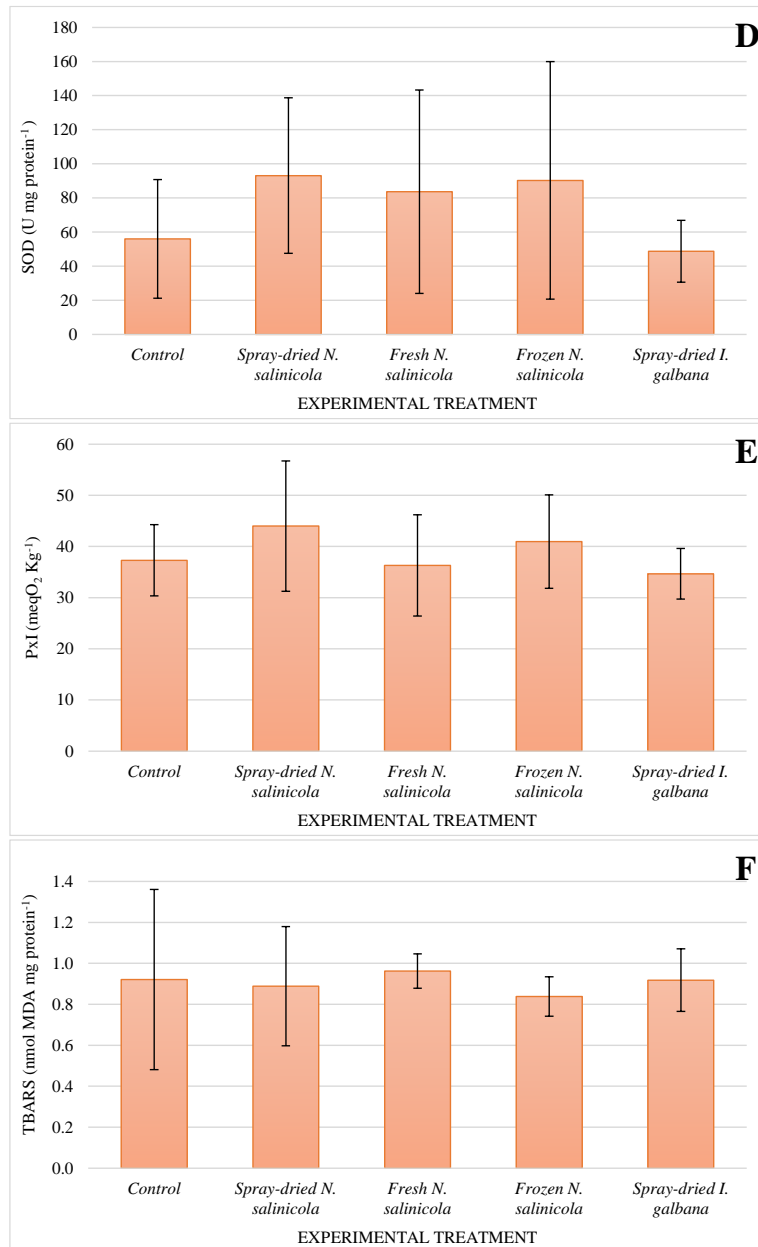 D
180
160
140
120
100
80
60
40
20
0
SOD (U mg protein⁻¹)
Control
Spray-dried N. salinicola
Fresh N. salinicola
Frozen N. salinicola
Spray-dried I. galbana
EXPERIMENTAL TREATMENT
E
60
50
40
30
20
10
0
PxI (meqO₂ Kg⁻¹)
Control
Spray-dried N. salinicola
Fresh N. salinicola
Frozen N. salinicola
Spray-dried I. galbana
EXPERIMENTAL TREATMENT
F
1.4
1.2
1.0
0.8
0.6
0.4
0.2
0.0
TBARS (nmol MDA mg protein⁻¹)
Control
Spray-dried N. salinicola
Fresh N. salinicola
Frozen N. salinicola
Spray-dried I. galbana
EXPERIMENTAL TREATMENT